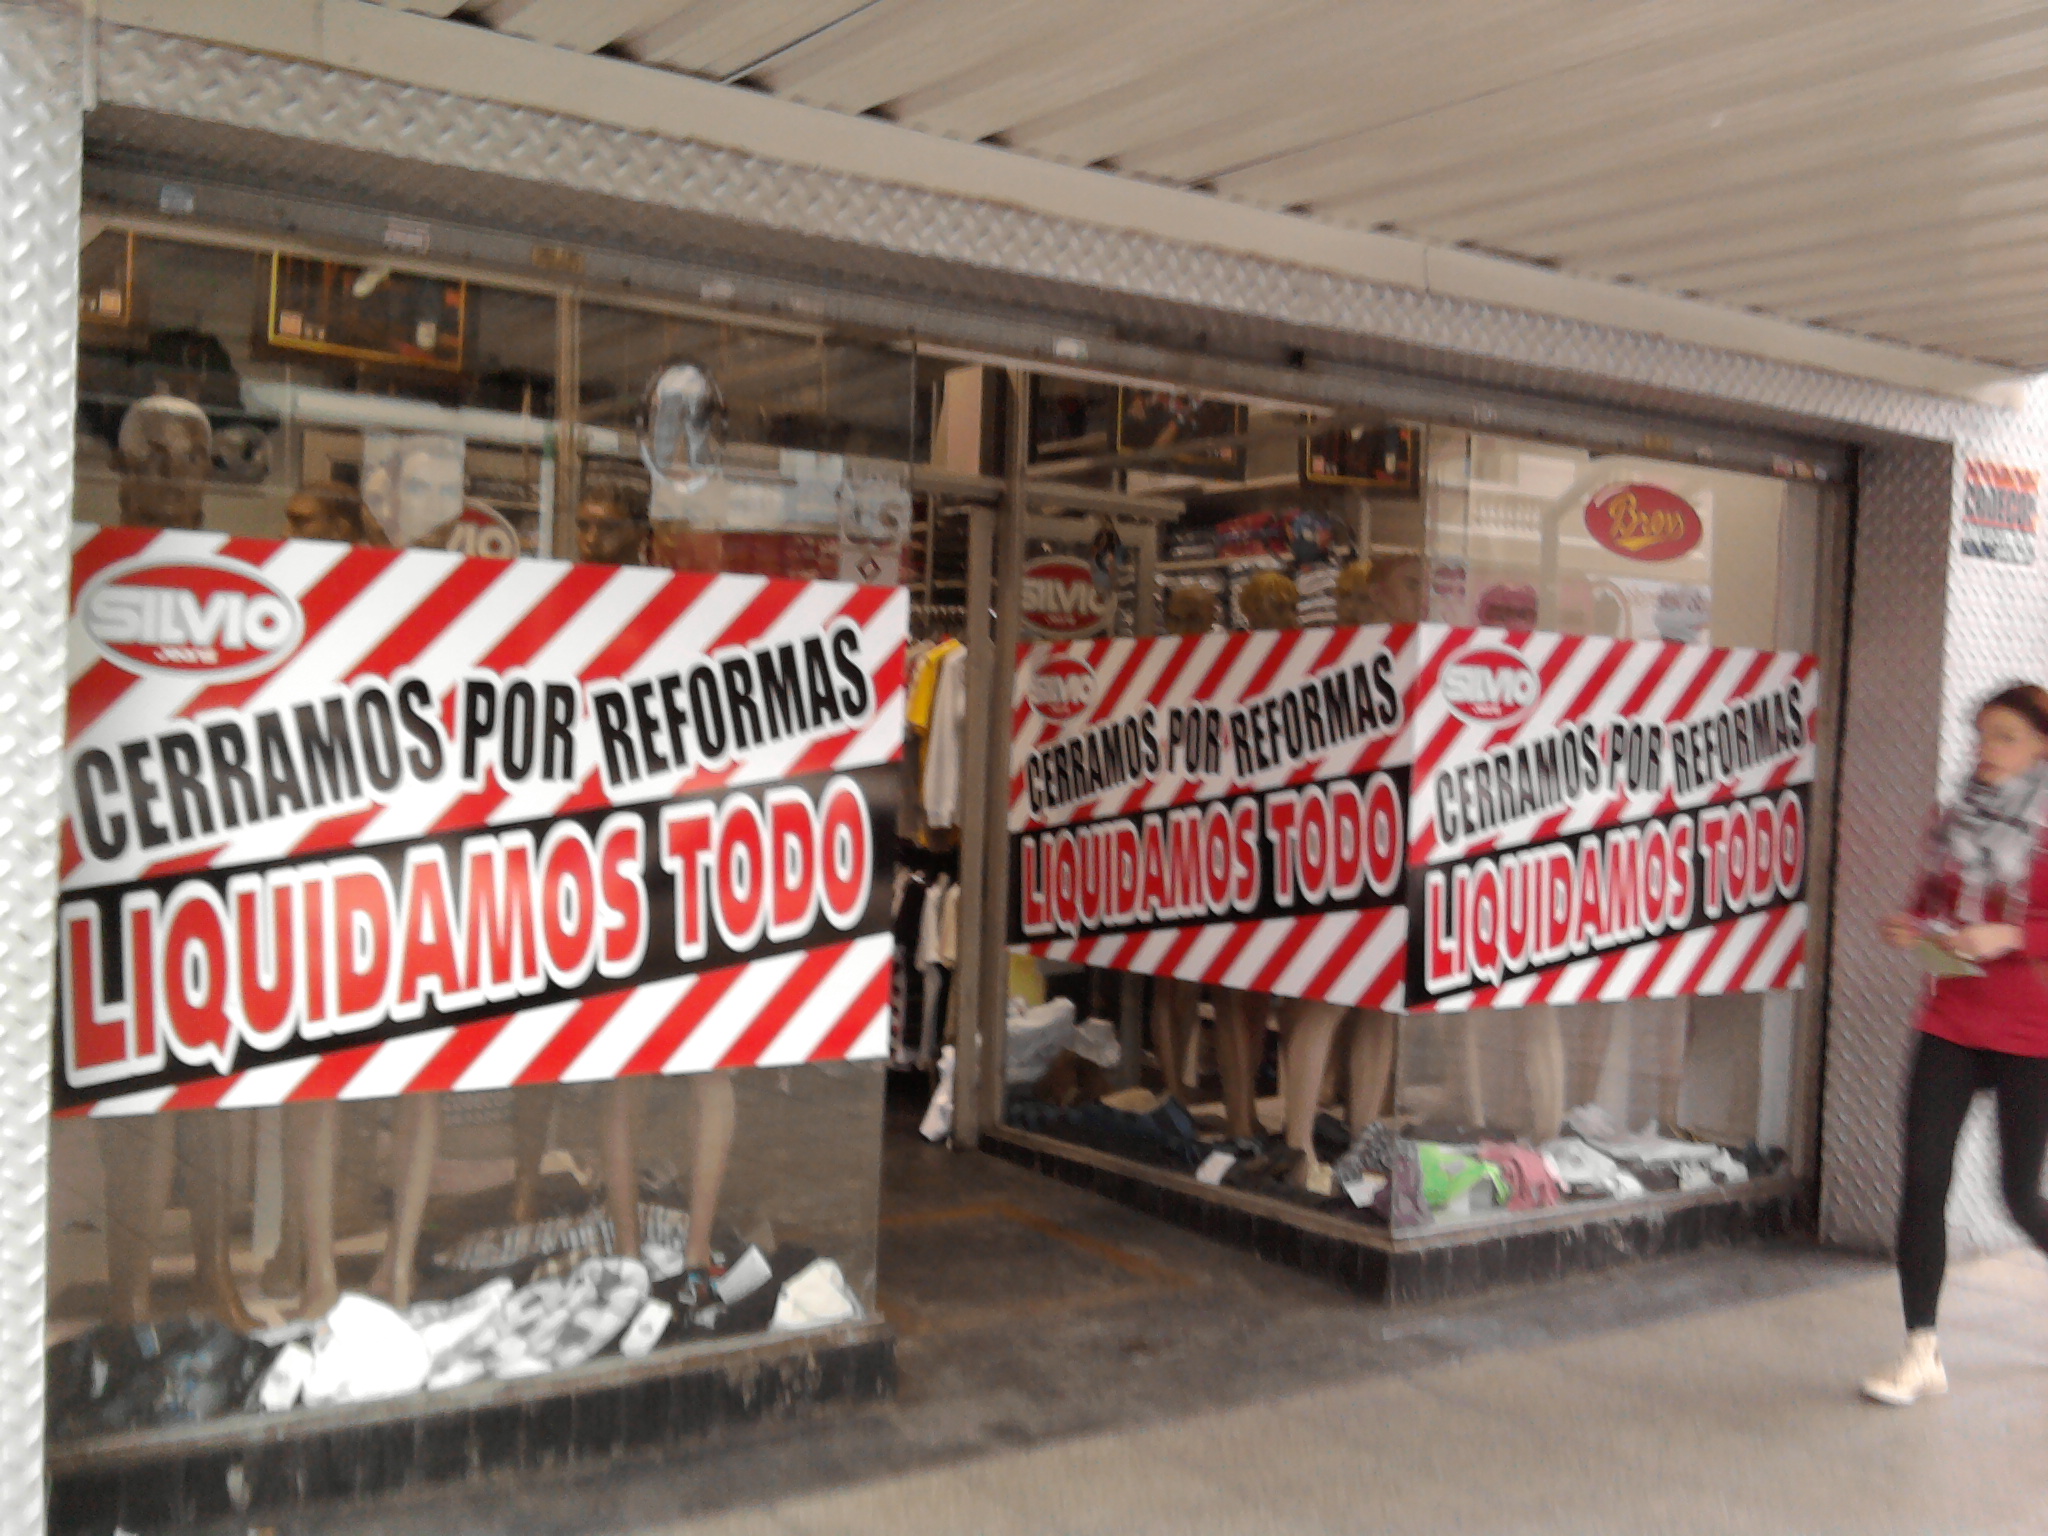 SILVIO
CERRAMOS POR REFORMAS
LIQUIDAMOS TODO
SILVIO
SILVIO
CERRAMOS POR REFORMAS
LIQUIDAMOS TODO
Bross
SILVIO
CERRAMOS POR REFORMAS
LIQUIDAMOS TODO